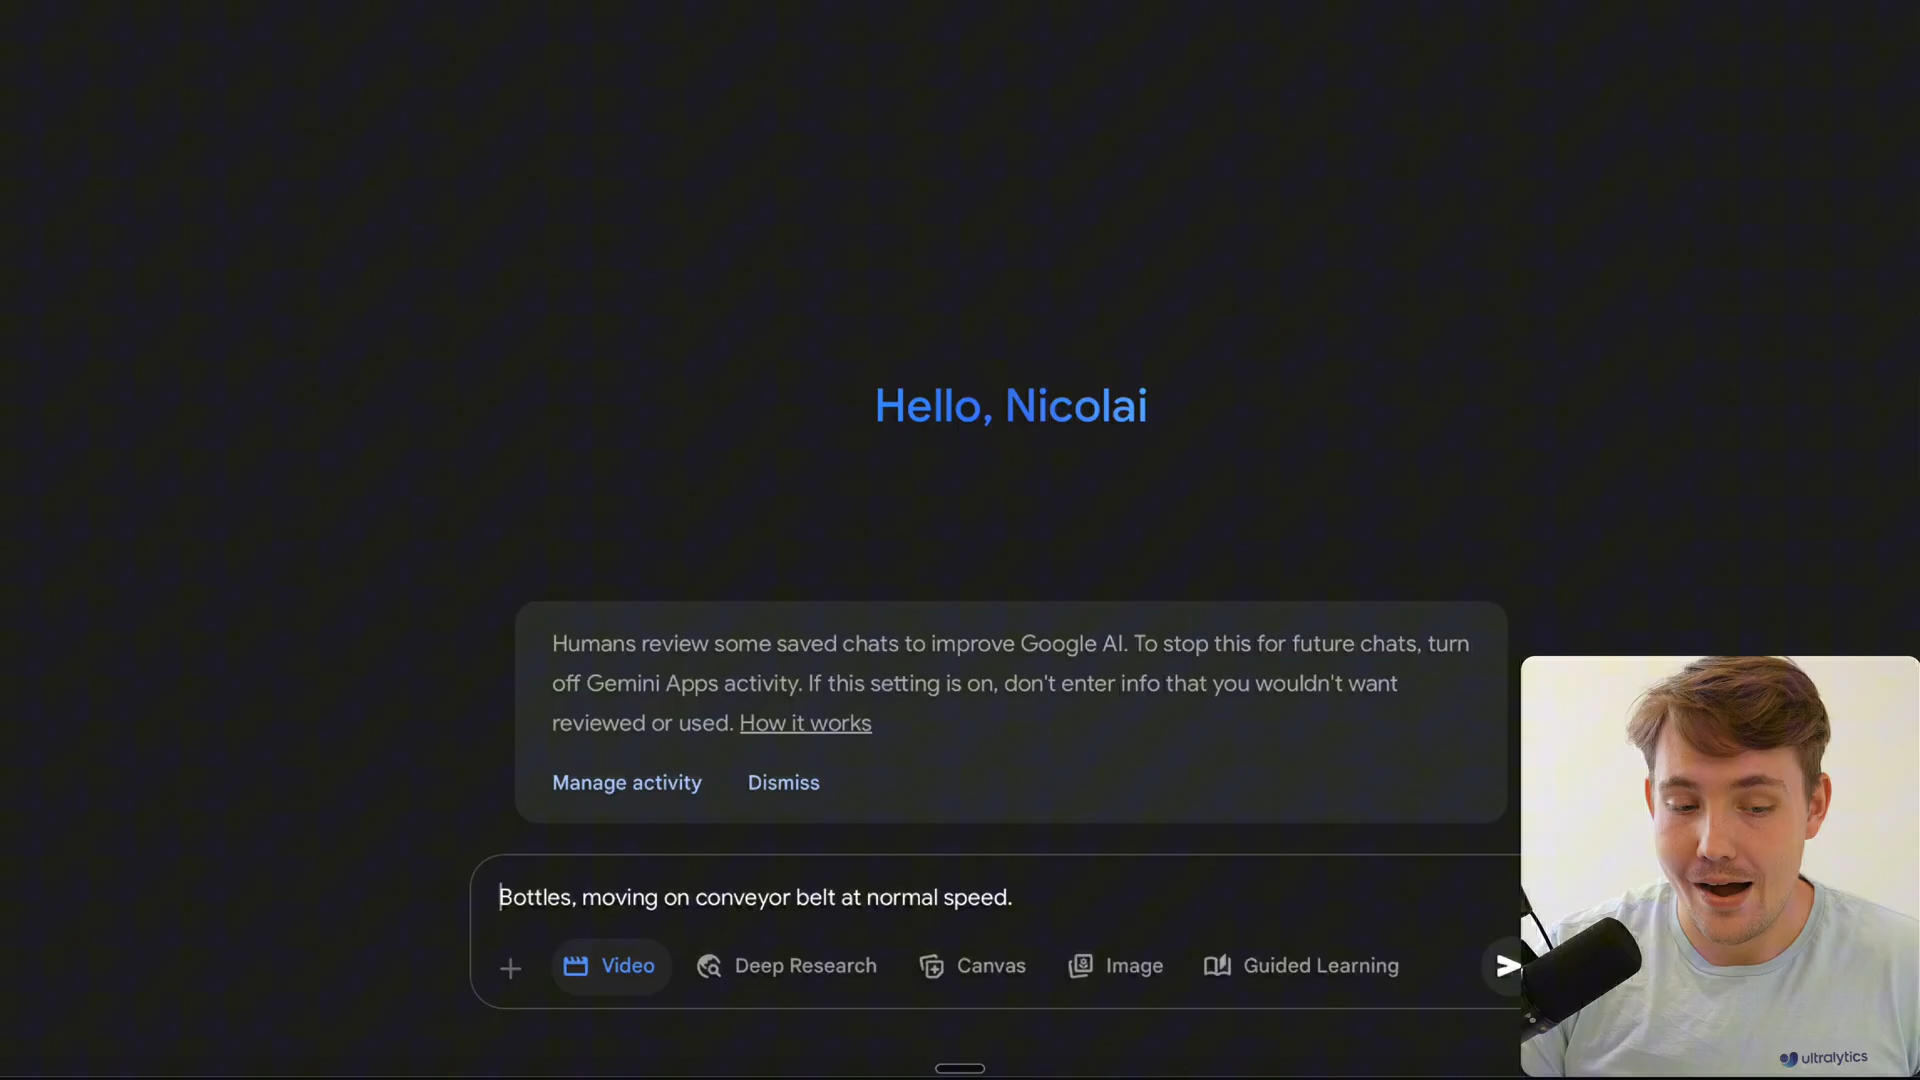 Hello, Nicolai
Humans review some saved chats to improve Google AI. To stop this for future chats, turn
off Gemini Apps activity. If this setting is on, don't enter info that you wouldn't want
reviewed or used. How it works
Manage activity Dismiss
Bottles, moving on conveyor belt at normal speed.
Video Deep Research Canvas Image Guided Learning
ultralytics